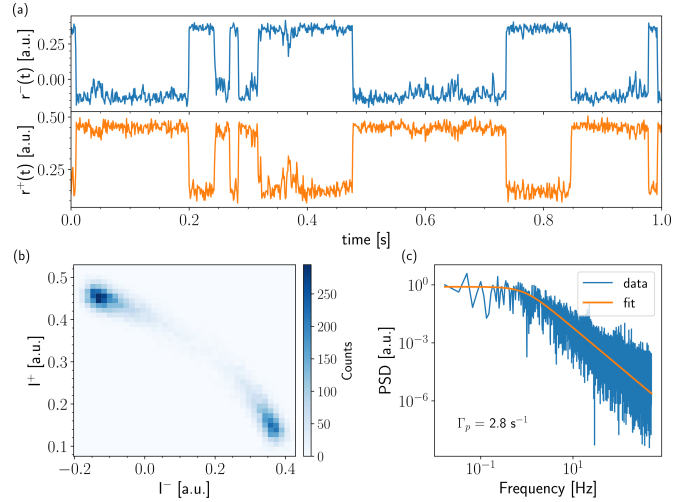 (a)
0.25
0.00
r⁻(t) [a.u.]
0.50
0.25
r⁺(t) [a.u.]
0.0 0.2 0.4 0.6 0.8 1.0
time [s]
(b)
0.5
0.4
0.3
0.2
0.1
I⁺ [a.u.]
−0.2 0.0 0.2 0.4
I⁻ [a.u.]
250
200
150
100
50
0
Counts
(c)
data
fit
10⁰
10⁻³
10⁻⁶
PSD [a.u.]
Γₚ = 2.8 s⁻¹
10⁻¹ 10¹
Frequency [Hz]